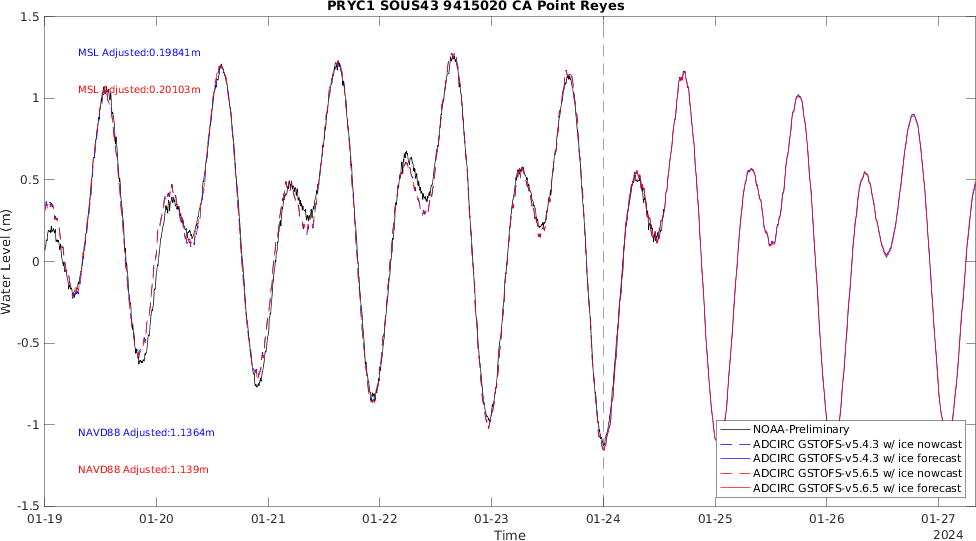 PRYC1 SOUS43 9415020 CA Point Reyes
1.5
1
0.5
0
-0.5
-1
-1.5
Water Level (m)
MSL Adjusted:0.19841m
MSL Adjusted:0.20103m
NAVD88 Adjusted:1.1364m
NAVD88 Adjusted:1.139m
NOAA-Preliminary
ADCIRC GSTOFS-v5.4.3 w/ ice nowcast
ADCIRC GSTOFS-v5.4.3 w/ ice forecast
ADCIRC GSTOFS-v5.6.5 w/ ice nowcast
ADCIRC GSTOFS-v5.6.5 w/ ice forecast
01-19 01-20 01-21 01-22 01-23 01-24 01-25 01-26 01-27
Time
2024